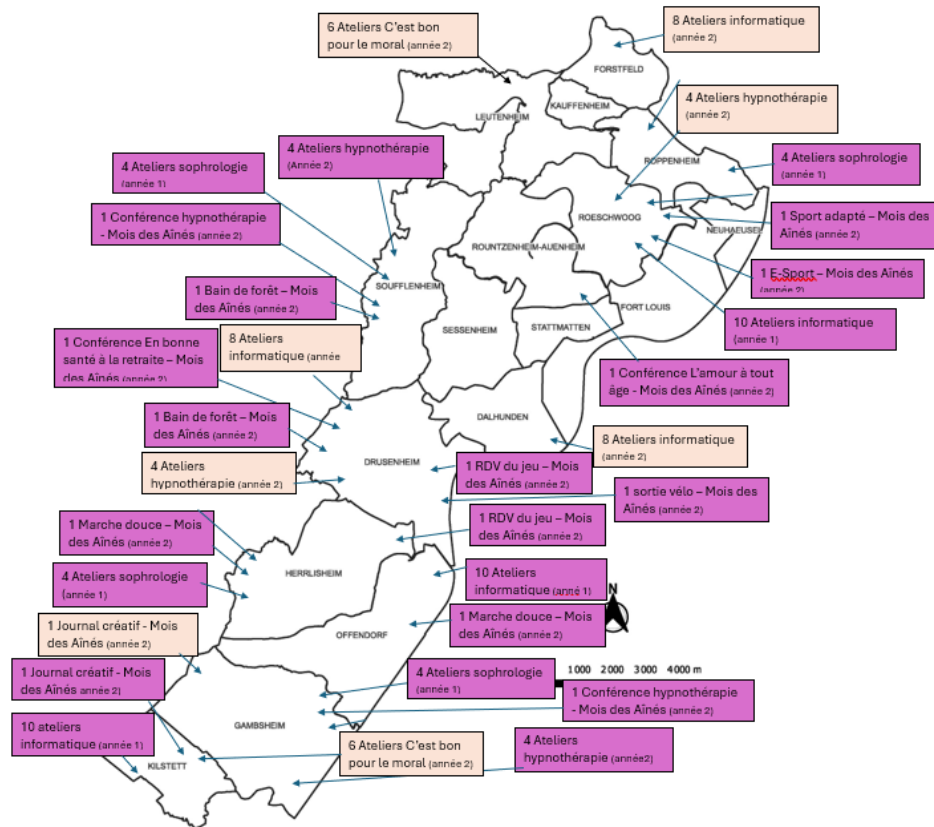 6 Ateliers C'est bon
pour le moral (année 2)
8 Ateliers informatique
(année 2)
FORSTFELD
KAUFFENHEIM
LEUTENHEIM
4 Ateliers hypnothérapie
(année 2)
ROPPENHEIM
4 Ateliers hypnothérapie
(Année 2)
4 Ateliers sophrologie
(année 1)
4 Ateliers sophrologie
(année 1)
1 Conférence hypnothérapie
- Mois des Aînés (année 2)
ROESCHWOOG
1 Sport adapté – Mois des
Aînés (année 2)
NEUHAEUSEL
ROUNTZENHEIM-AUENHEIM
1 E-Sport – Mois des Aînés
(année 2)
SOUFFLENHEIM
1 Bain de forêt – Mois
des Aînés (année 2)
FORT LOUIS
SESSENHEIM
STATTMATTEN
10 Ateliers informatique
(année 1)
8 Ateliers
informatique (année
1 Conférence En bonne
santé à la retraite – Mois
des Aînés (année 2)
1 Conférence L'amour à tout
âge - Mois des Aînés (année 2)
1 Bain de forêt – Mois
des Aînés (année 2)
DALHUNDEN
8 Ateliers informatique
(année 2)
DRUSENHEIM
4 Ateliers
hypnothérapie (année 2)
1 RDV du jeu – Mois
des Aînés (année 2)
1 sortie vélo – Mois des
Aînés (année 2)
1 Marche douce – Mois
des Aînés (année 2)
1 RDV du jeu – Mois
des Aînés (année 2)
HERRLISHEIM
4 Ateliers sophrologie
(année 1)
10 Ateliers
informatique (anné 1)
N
1 Journal créatif - Mois
des Aînés (année 2)
OFFENDORF
1 Marche douce – Mois
des Aînés (année 2)
1 Journal créatif - Mois
des Aînés année 2)
4 Ateliers sophrologie
(année 1)
1000 2000 3000 4000 m
1 Conférence hypnothérapie
- Mois des Aînés (année 2)
GAMBSHEIM
10 ateliers
informatique (année 1)
KILSTETT
6 Ateliers C'est bon
pour le moral (année 2)
4 Ateliers
hypnothérapie (année2)